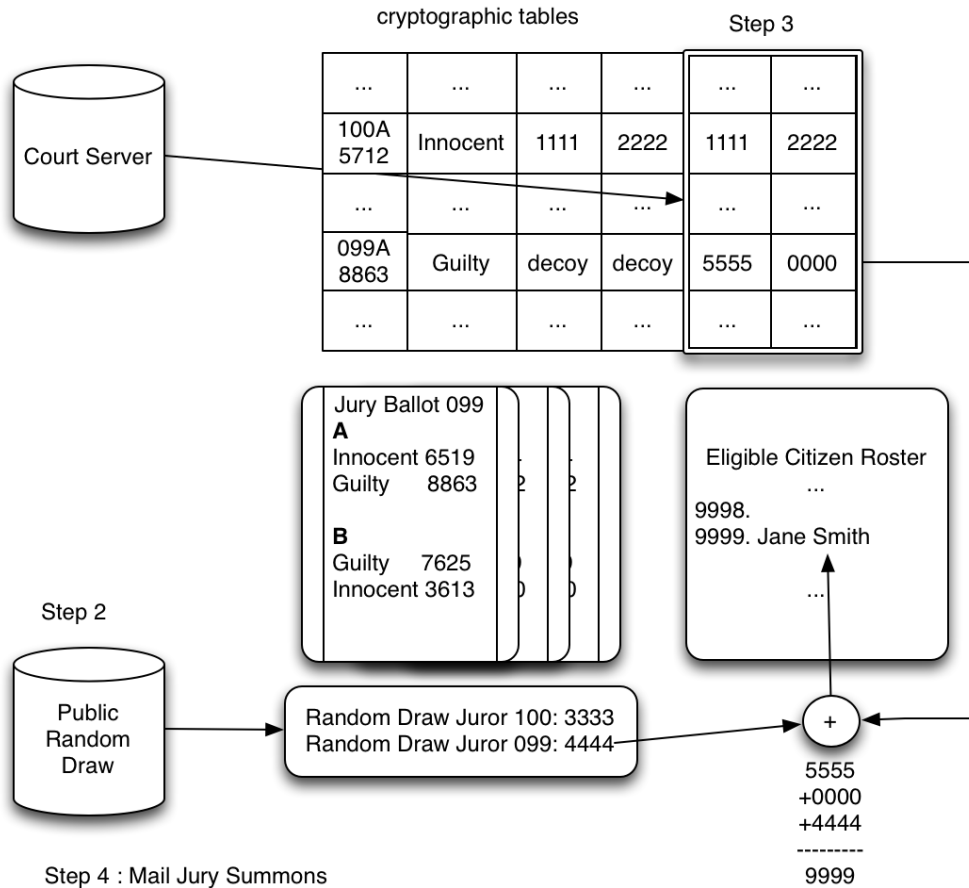 cryptographic tables
Step 3
Court Server
... ... ... ... ... ...
100A
5712 Innocent 1111 2222 1111 2222
... ... ... ... ... ...
099A
8863 Guilty decoy decoy 5555 0000
... ... ... ... ... ...
Jury Ballot 099
A
Innocent 6519
Guilty 8863
B
Guilty 7625
Innocent 3613
Eligible Citizen Roster
...
9998.
9999. Jane Smith
...
Step 2
Public
Random
Draw
Random Draw Juror 100: 3333
Random Draw Juror 099: 4444
+
5555
+0000
+4444
---------
9999
Step 4 : Mail Jury Summons